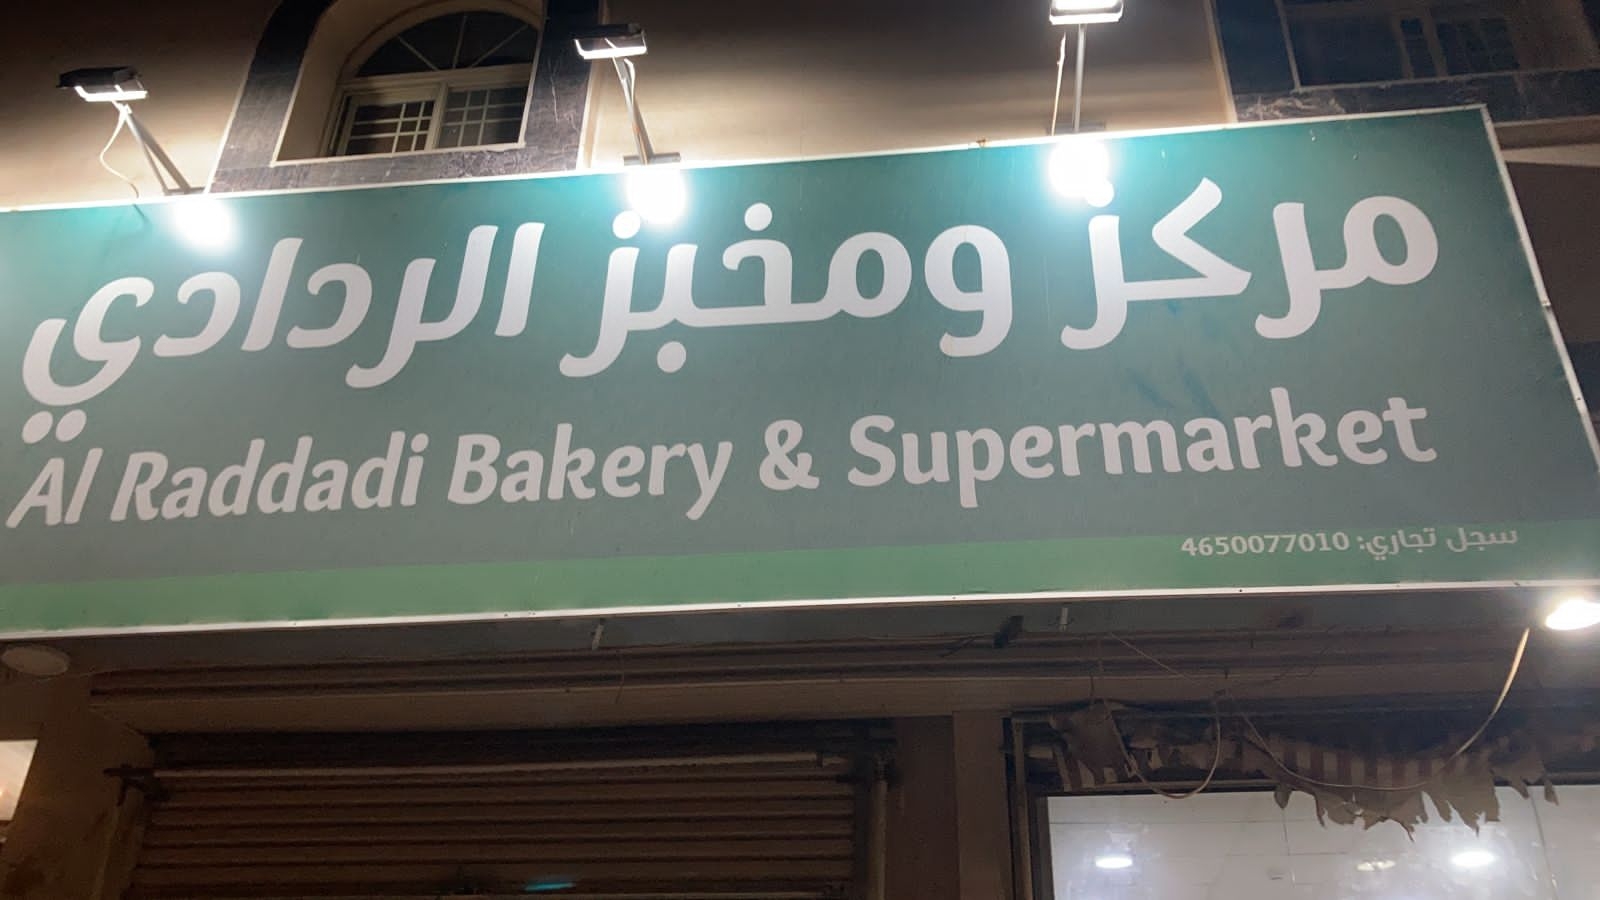 مركز ومخبز الردادي
Al Raddadi Bakery & Supermarket
سجل تجاري: 4650077010